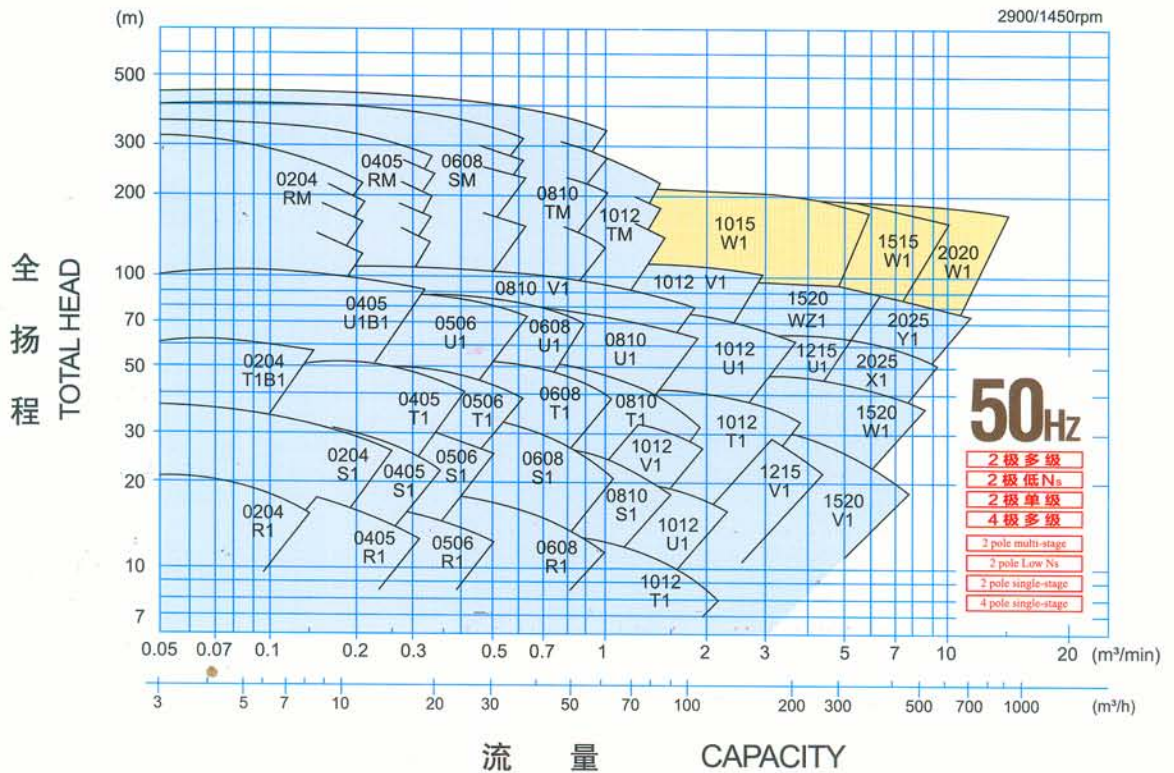 (m)
2900/1450rpm
500
300
200
100
70
50
30
20
10
7
全扬程
TOTAL HEAD
0204
RM
0405
RM
0608
SM
0810
TM
1012
TM
1015
W1
1515
W1
2020
W1
0405
U1B1
0810 V1
1012 V1
1520
WZ1
2025
Y1
0506
U1
0608
U1
0810
U1
1012
U1
1215
U1
2025
X1
0204
T1B1
0405
T1
0506
T1
0608
T1
0810
T1
1012
T1
1520
W1
0204
S1
0405
S1
0506
S1
0608
S1
1012
V1
0810
S1
1215
V1
1520
V1
0204
R1
0405
R1
0506
R1
0608
R1
1012
U1
1012
T1
50Hz
2极多级
2极低Ns
2极单级
4极多级
2 pole multi-stage
2 pole Low Ns
2 pole single-stage
4 pole single-stage
0.05 0.07 0.1 0.2 0.3 0.5 0.7 1 2 3 5 7 10 20 (m³/min)
3 5 7 10 20 30 50 70 100 200 300 500 700 1000 (m³/h)
流 量 CAPACITY